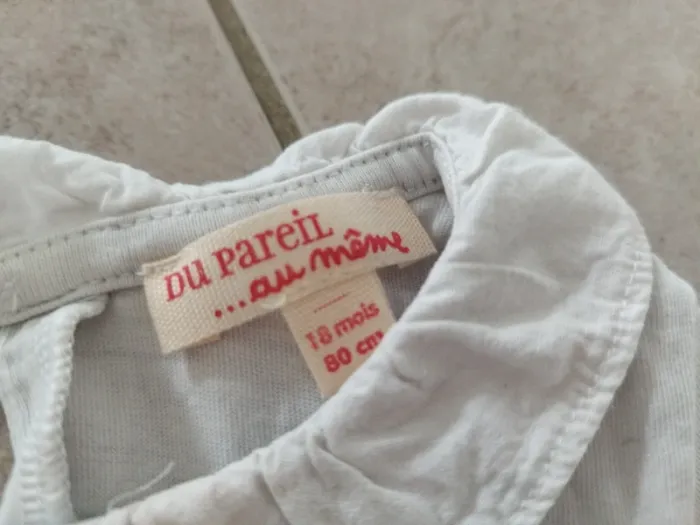 DU PaReiL
...au même
18 mois
80 cm